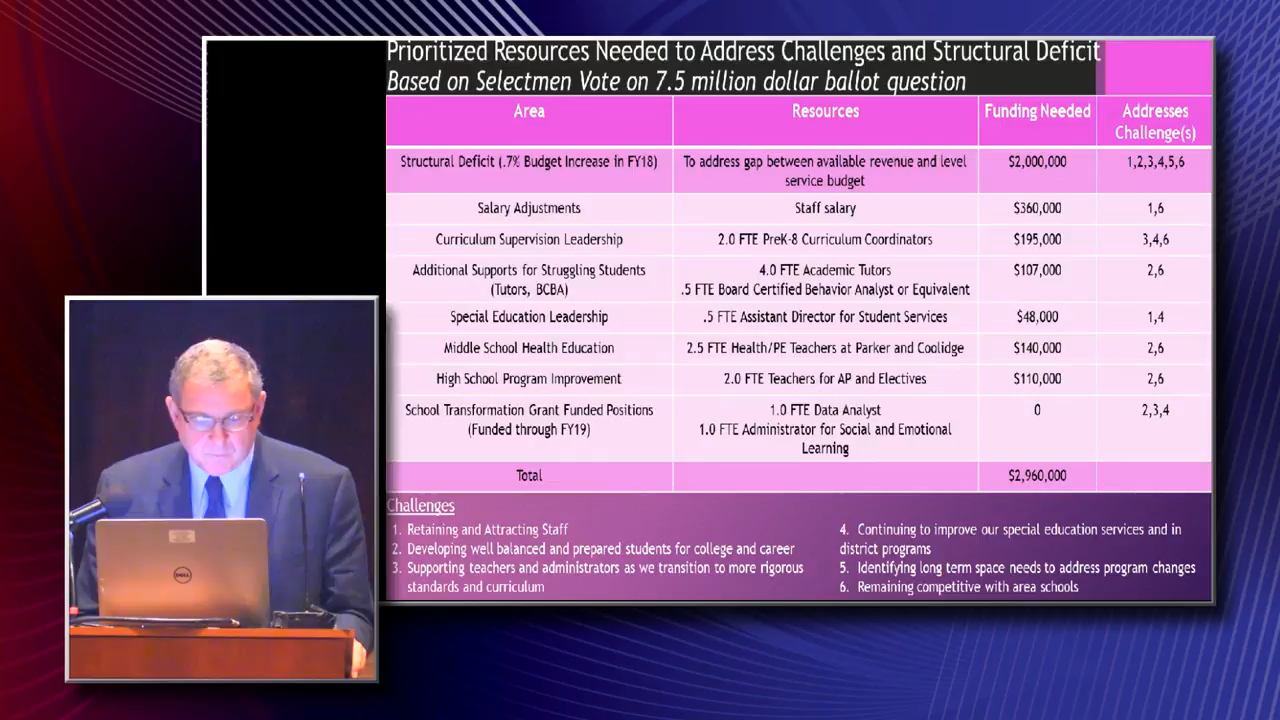 Prioritized Resources Needed to Address Challenges and Structural Deficit
Based on Selectmen Vote on 7.5 million dollar ballot question
Area Resources Funding Needed Addresses Challenge(s)
Structural Deficit (.7% Budget Increase in FY18) To address gap between available revenue and level service budget $2,000,000 1,2,3,4,5,6
Salary Adjustments Staff salary $360,000 1,6
Curriculum Supervision Leadership 2.0 FTE PreK-8 Curriculum Coordinators $195,000 3,4,6
Additional Supports for Struggling Students (Tutors, BCBA) 4.0 FTE Academic Tutors .5 FTE Board Certified Behavior Analyst or Equivalent $107,000 2,6
Special Education Leadership .5 FTE Assistant Director for Student Services $48,000 1,4
Middle School Health Education 2.5 FTE Health/PE Teachers at Parker and Coolidge $140,000 2,6
High School Program Improvement 2.0 FTE Teachers for AP and Electives $110,000 2,6
School Transformation Grant Funded Positions (Funded through FY19) 1.0 FTE Data Analyst 1.0 FTE Administrator for Social and Emotional Learning 0 2,3,4
Total $2,960,000
Challenges
1. Retaining and Attracting Staff
2. Developing well balanced and prepared students for college and career
3. Supporting teachers and administrators as we transition to more rigorous
standards and curriculum
4. Continuing to improve our special education services and in
district programs
5. Identifying long term space needs to address program changes
6. Remaining competitive with area schools
DELL